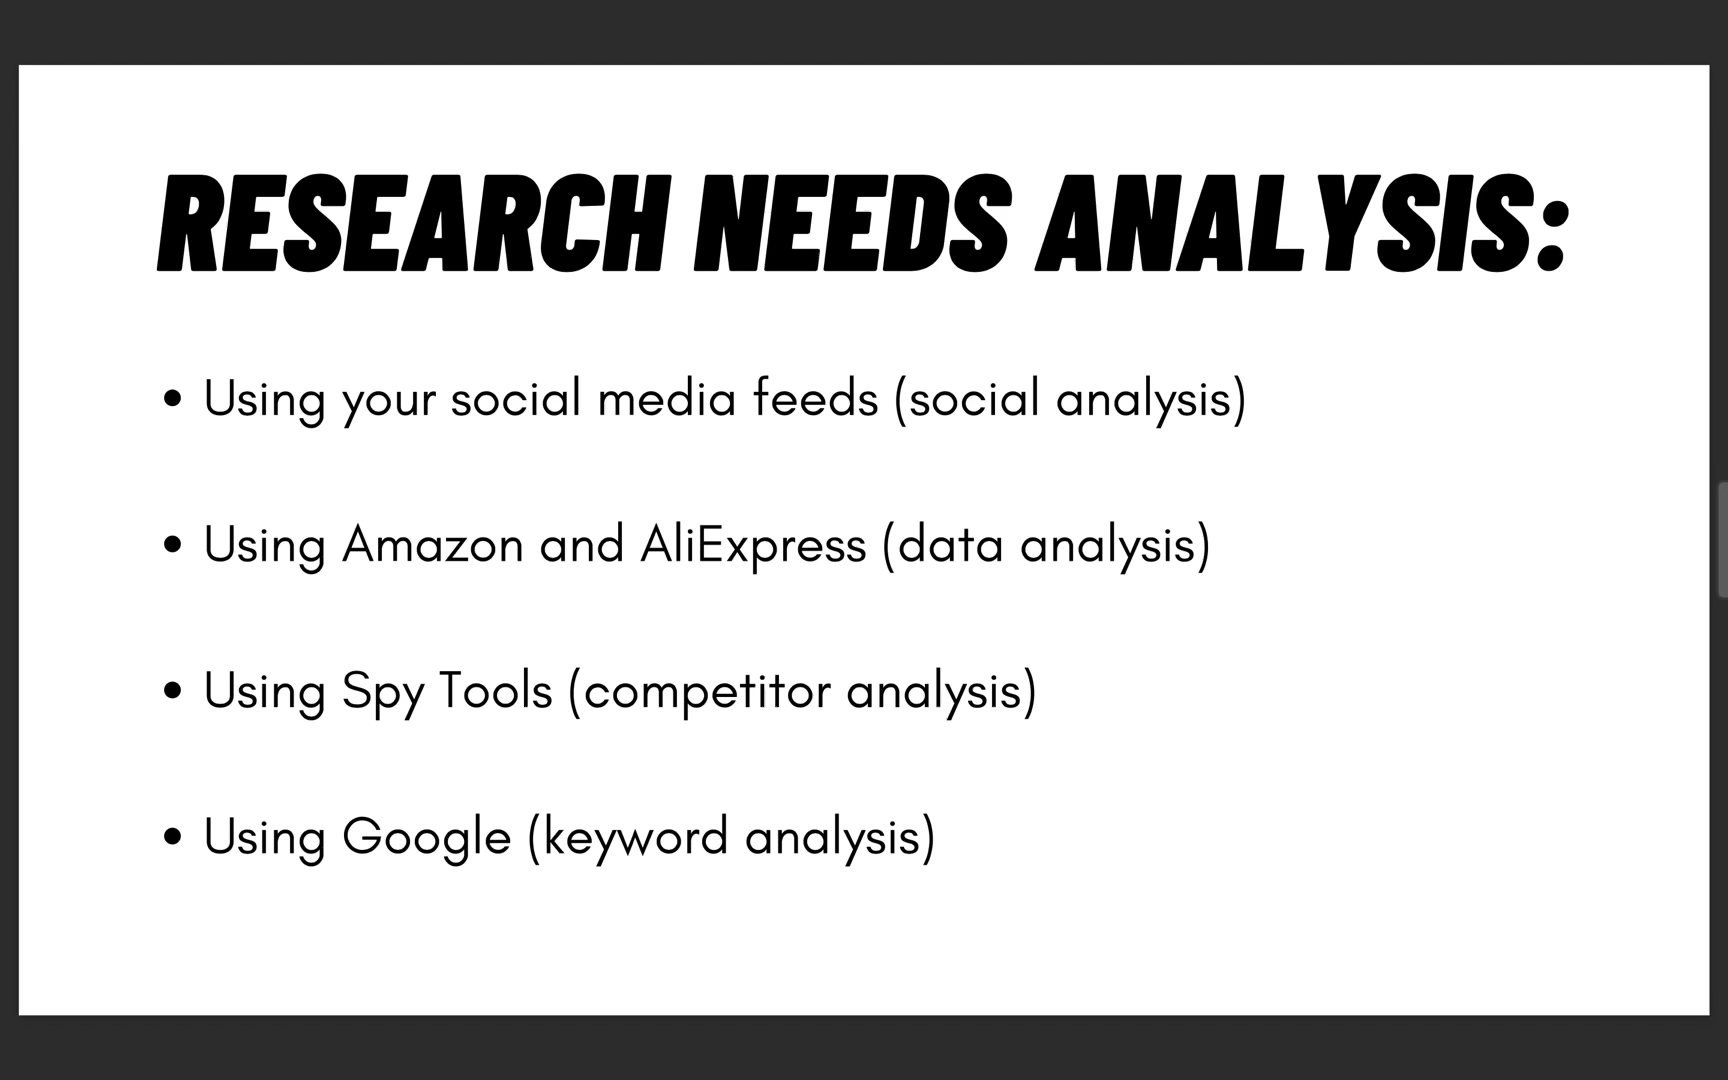 RESEARCH NEEDS ANALYSIS:
• Using your social media feeds (social analysis)
• Using Amazon and AliExpress (data analysis)
• Using Spy Tools (competitor analysis)
• Using Google (keyword analysis)